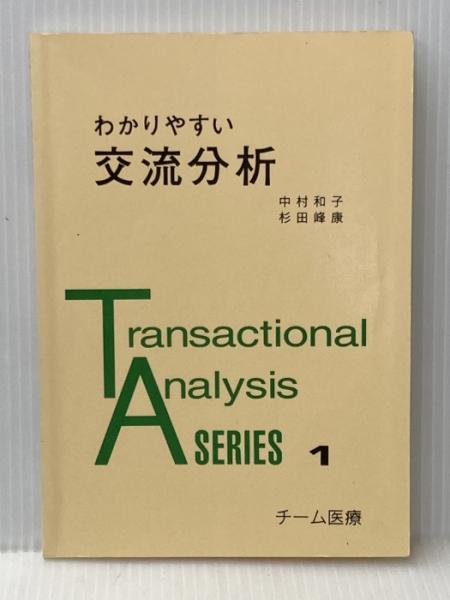 わかりやすい
交流分析
中村和子
杉田峰康
Transactional
Analysis
SERIES 1
チーム医療